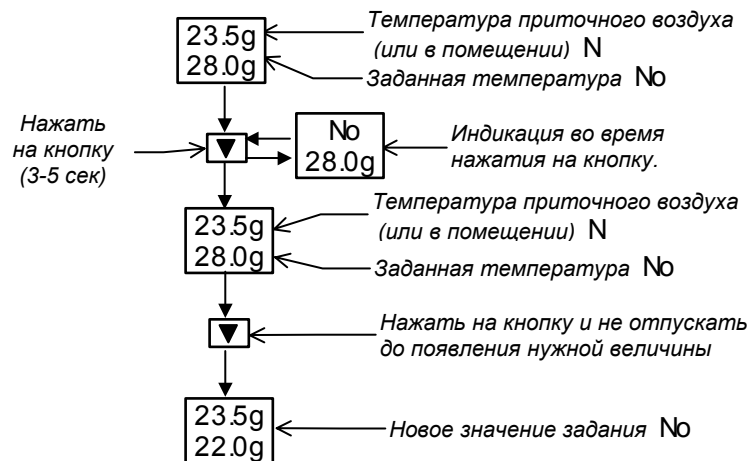 23.5g
28.0g
Температура приточного воздуха
(или в помещении) N
Заданная температура No
Нажать
на кнопку
(3-5 сек)
No
28.0g
Индикация во время
нажатия на кнопку.
23.5g
28.0g
Температура приточного воздуха
(или в помещении) N
Заданная температура No
Нажать на кнопку и не отпускать
до появления нужной величины
23.5g
22.0g
Новое значение задания No